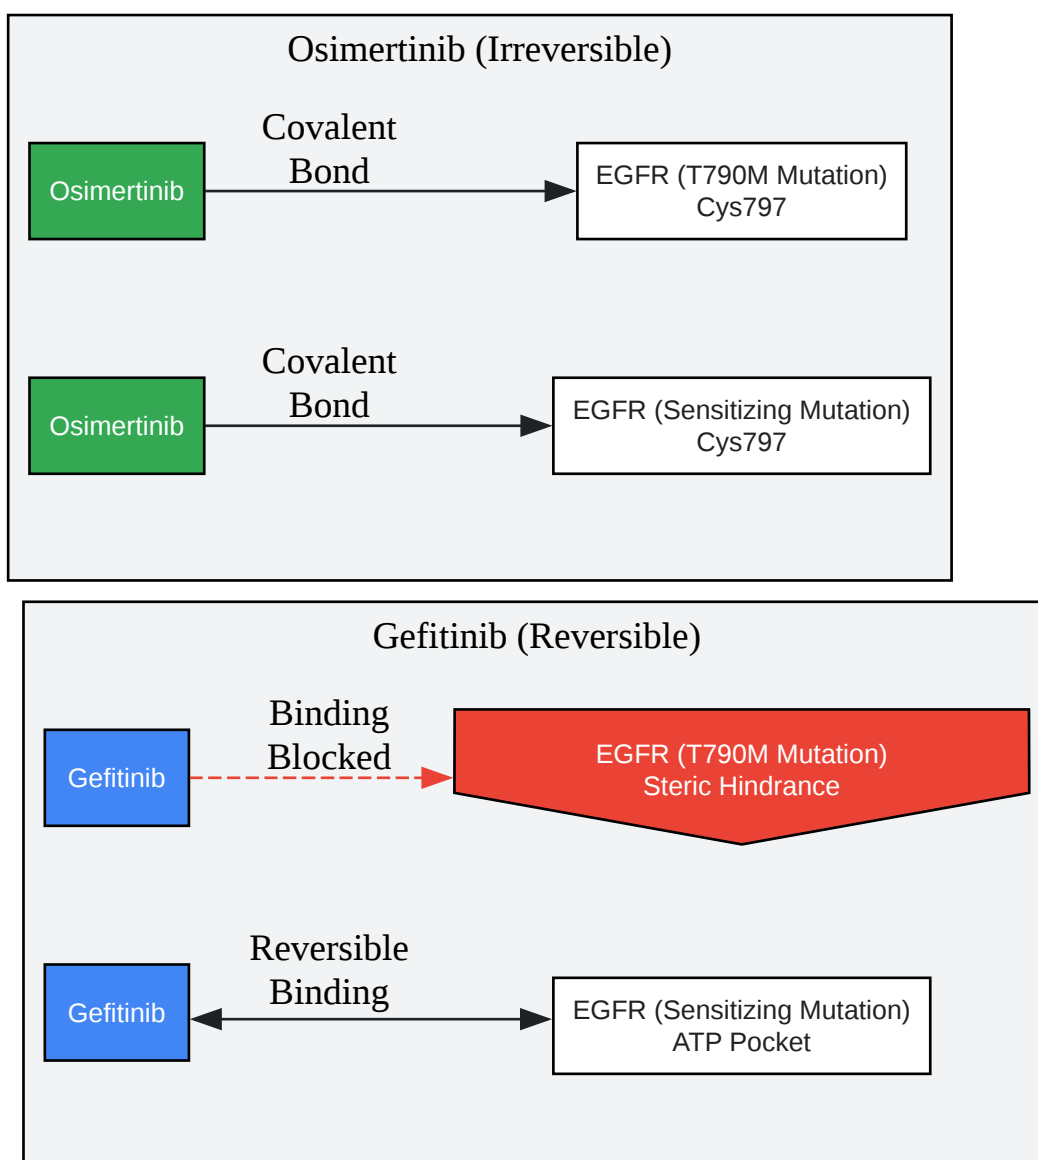 Osimertinib (Irreversible)
Covalent
Bond
Osimertinib
EGFR (T790M Mutation)
Cys797
Covalent
Bond
Osimertinib
EGFR (Sensitizing Mutation)
Cys797
Gefitinib (Reversible)
Binding
Blocked
Gefitinib
EGFR (T790M Mutation)
Steric Hindrance
Reversible
Binding
Gefitinib
EGFR (Sensitizing Mutation)
ATP Pocket